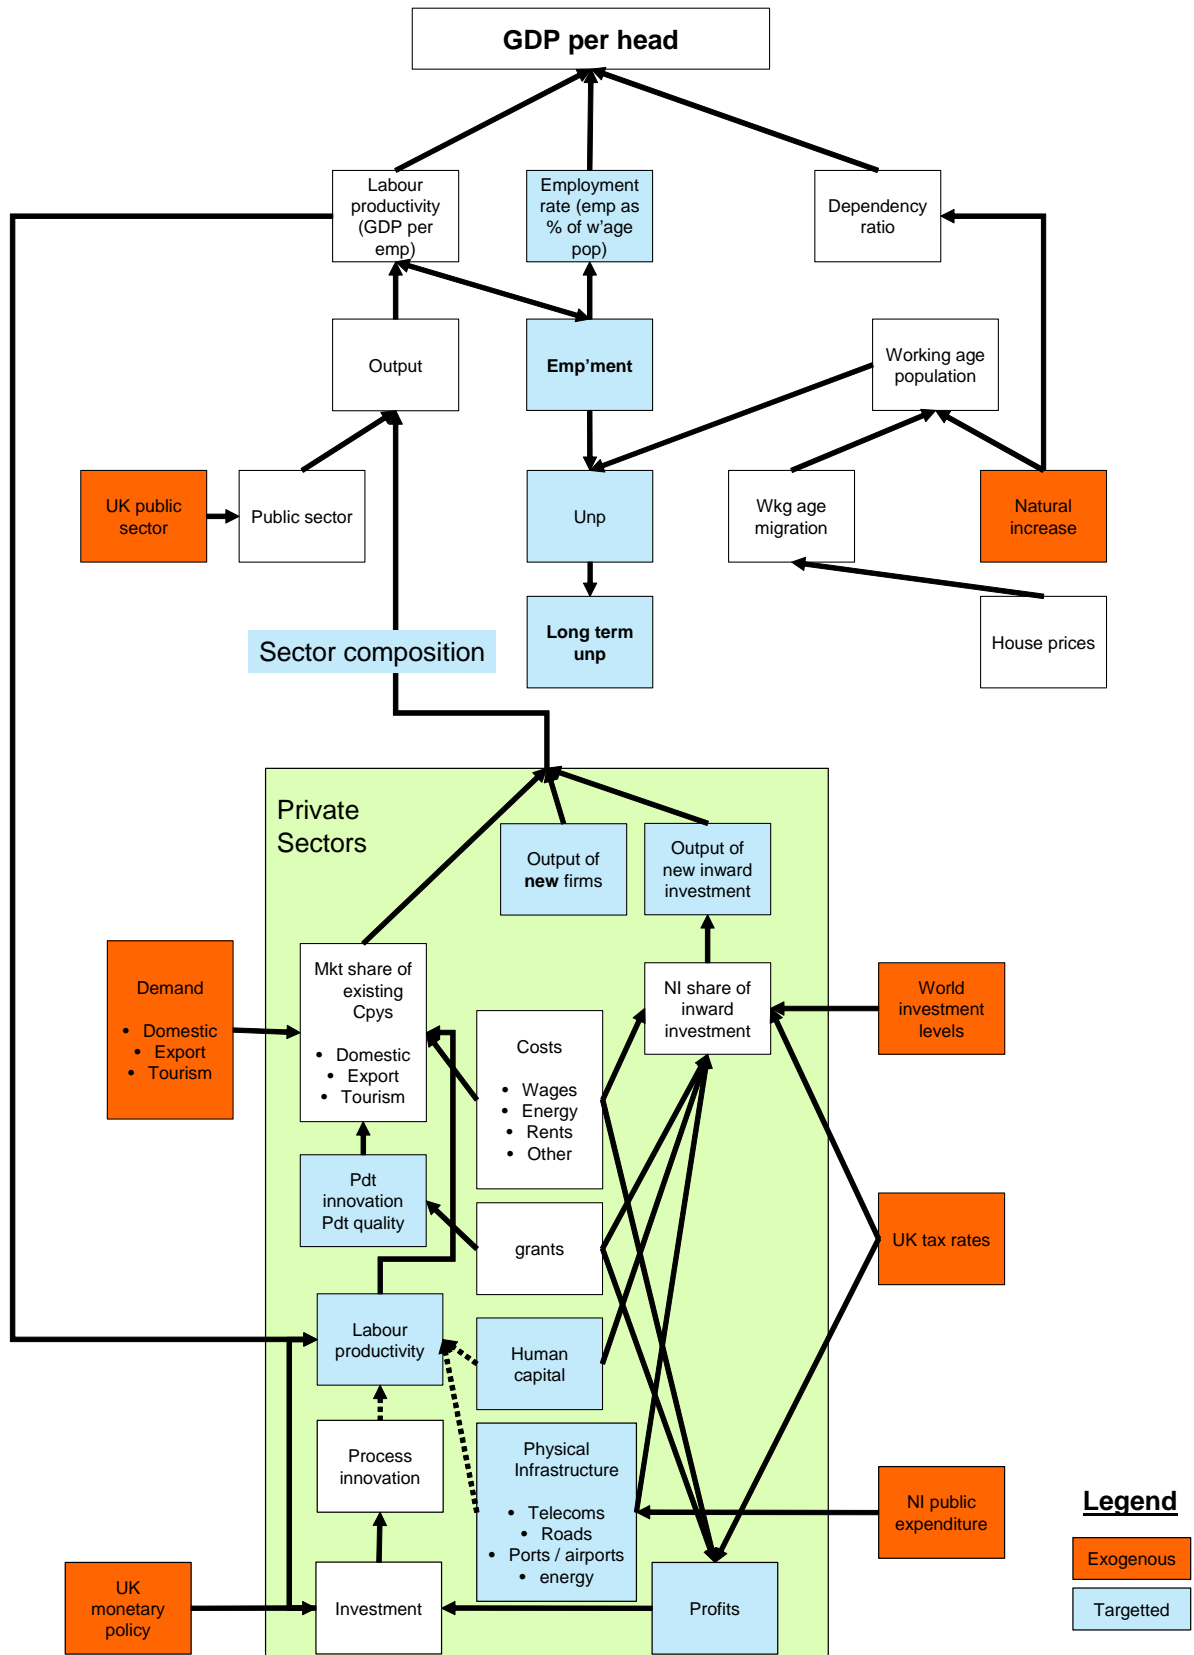 GDP per head
Labour
productivity
(GDP per
emp)
Employment
rate (emp as
% of w'age
pop)
Dependency
ratio
Output
Emp'ment
Working age
population
UK public
sector
Public sector
Unp
Wkg age
migration
Natural
increase
Sector composition
Long term
unp
House prices
Private
Sectors
Output of
new firms
Output of
new inward
investment
Demand
• Domestic
• Export
• Tourism
Mkt share of
existing
Cpys
• Domestic
• Export
• Tourism
Costs
• Wages
• Energy
• Rents
• Other
NI share of
inward
investment
World
investment
levels
Pdt
innovation
Pdt quality
grants
UK tax rates
Labour
productivity
Human
capital
Process
innovation
Physical
Infrastructure
• Telecoms
• Roads
• Ports / airports
• energy
NI public
expenditure
Legend
Exogenous
Targetted
UK
monetary
policy
Investment
Profits